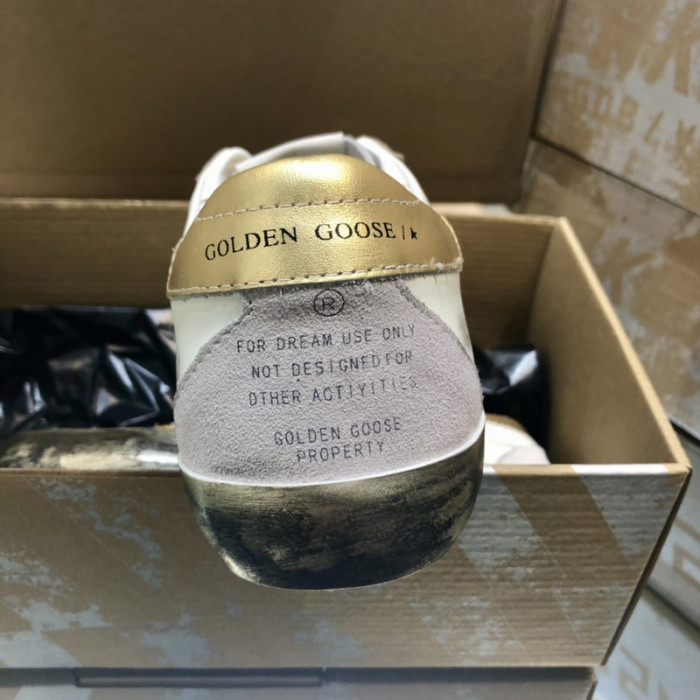 GOLDEN GOOSE
®
FOR DREAM USE ONLY
NOT DESIGNED FOR
OTHER ACTIVITIES
GOLDEN GOOSE
PROPERTY